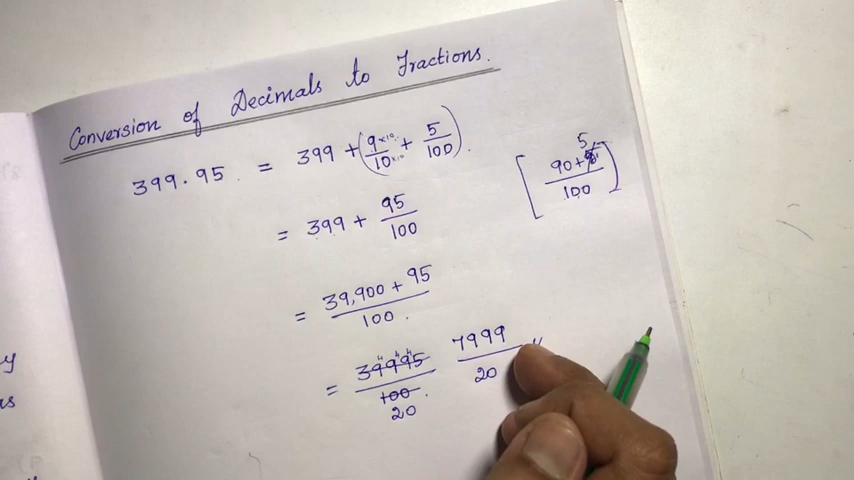 Conversion of Decimals to Fractions.
399.95 = 399 + (9×10/10×10 + 5/100).
[(90+5)/100]
= 399 + 95/100
= 39,900 + 95/100.
= 39995/100 20 7999/20
y
as